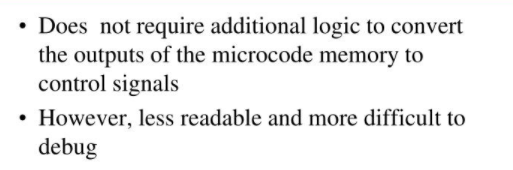 • Does not require additional logic to convert
the outputs of the microcode memory to
control signals
• However, less readable and more difficult to
debug